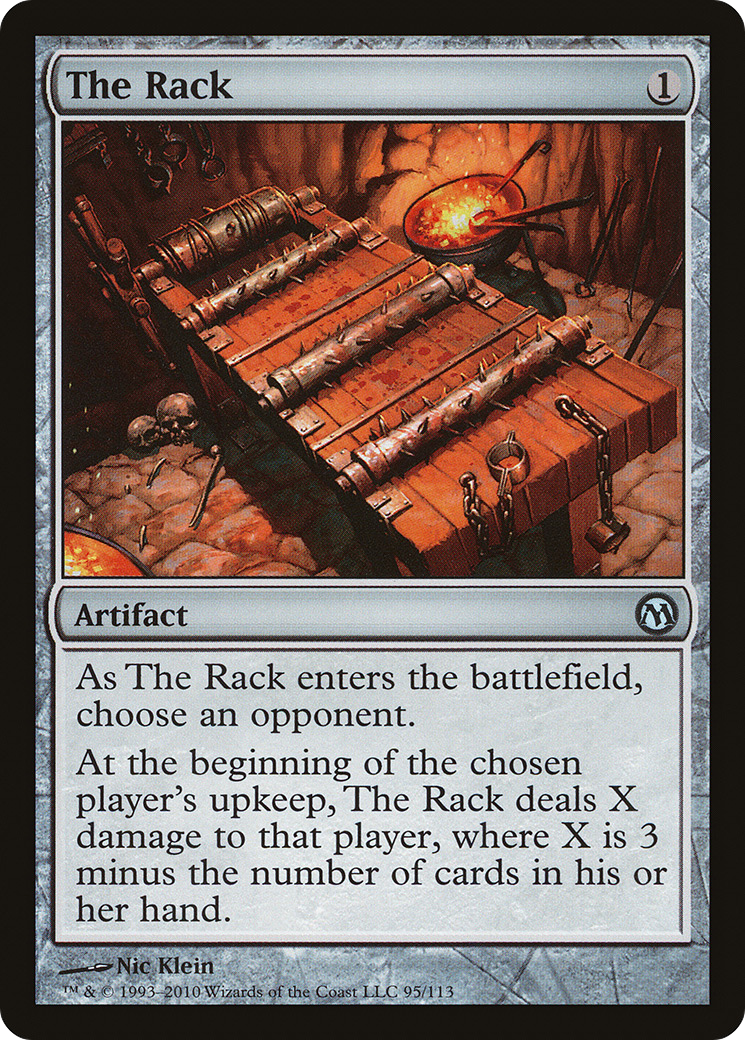 The Rack 1
Artifact
As The Rack enters the battlefield,
choose an opponent.
At the beginning of the chosen
player's upkeep, The Rack deals X
damage to that player, where X is 3
minus the number of cards in his or
her hand.
Nic Klein
™ & © 1993–2010 Wizards of the Coast LLC 95/113